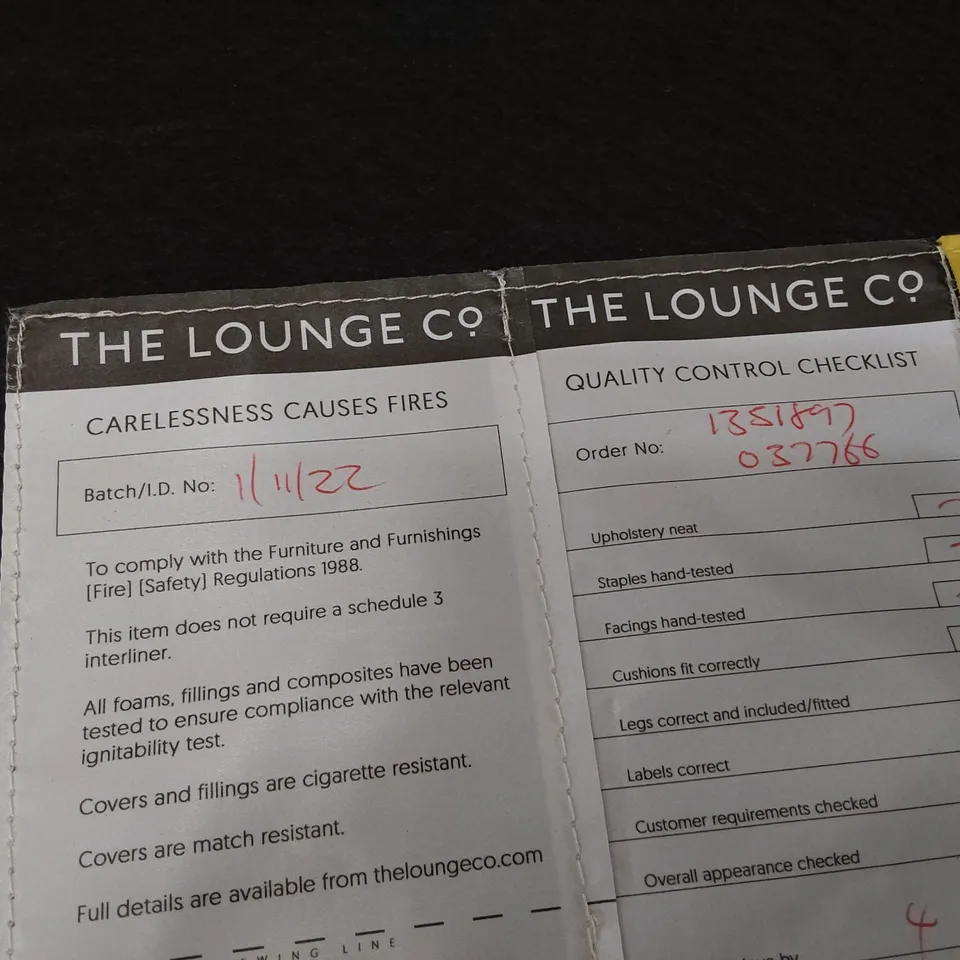 THE LOUNGE Co
CARELESSNESS CAUSES FIRES
Batch/I.D. No: 1/11/22
To comply with the Furniture and Furnishings
[Fire] [Safety] Regulations 1988.
This item does not require a schedule 3
interliner.
All foams, fillings and composites have been
tested to ensure compliance with the relevant
ignitability test.
Covers and fillings are cigarette resistant.
Covers are match resistant.
Full details are available from theloungeco.com
LINE
THE LOUNGE Co
QUALITY CONTROL CHECKLIST
Order No: 1351897
037766
Upholstery neat
Staples hand-tested
Facings hand-tested
Cushions fit correctly
Legs correct and included/fitted
Labels correct
Customer requirements checked
Overall appearance checked
4
by